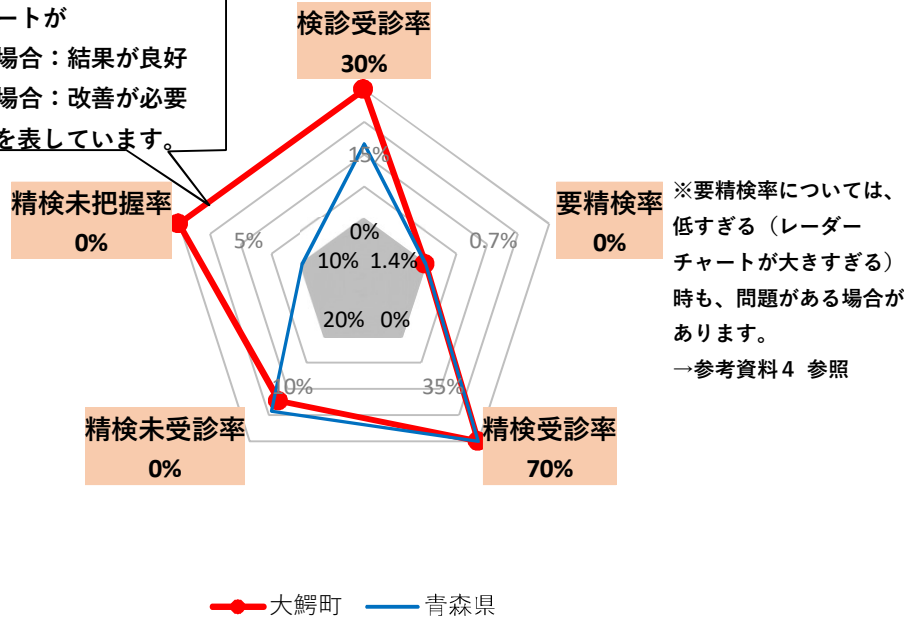 ートが
場合：結果が良好
場合：改善が必要
を表しています。
検診受診率
30%
15%
0%
精検未把握率
0%
5%
10%
要精検率
0%
0.7%
1.4%
※要精検率については、
低すぎる（レーダー
チャートが大きすぎる）
時も、問題がある場合が
あります。
→参考資料４ 参照
20%
0%
10%
35%
精検未受診率
0%
精検受診率
70%
大鰐町
青森県